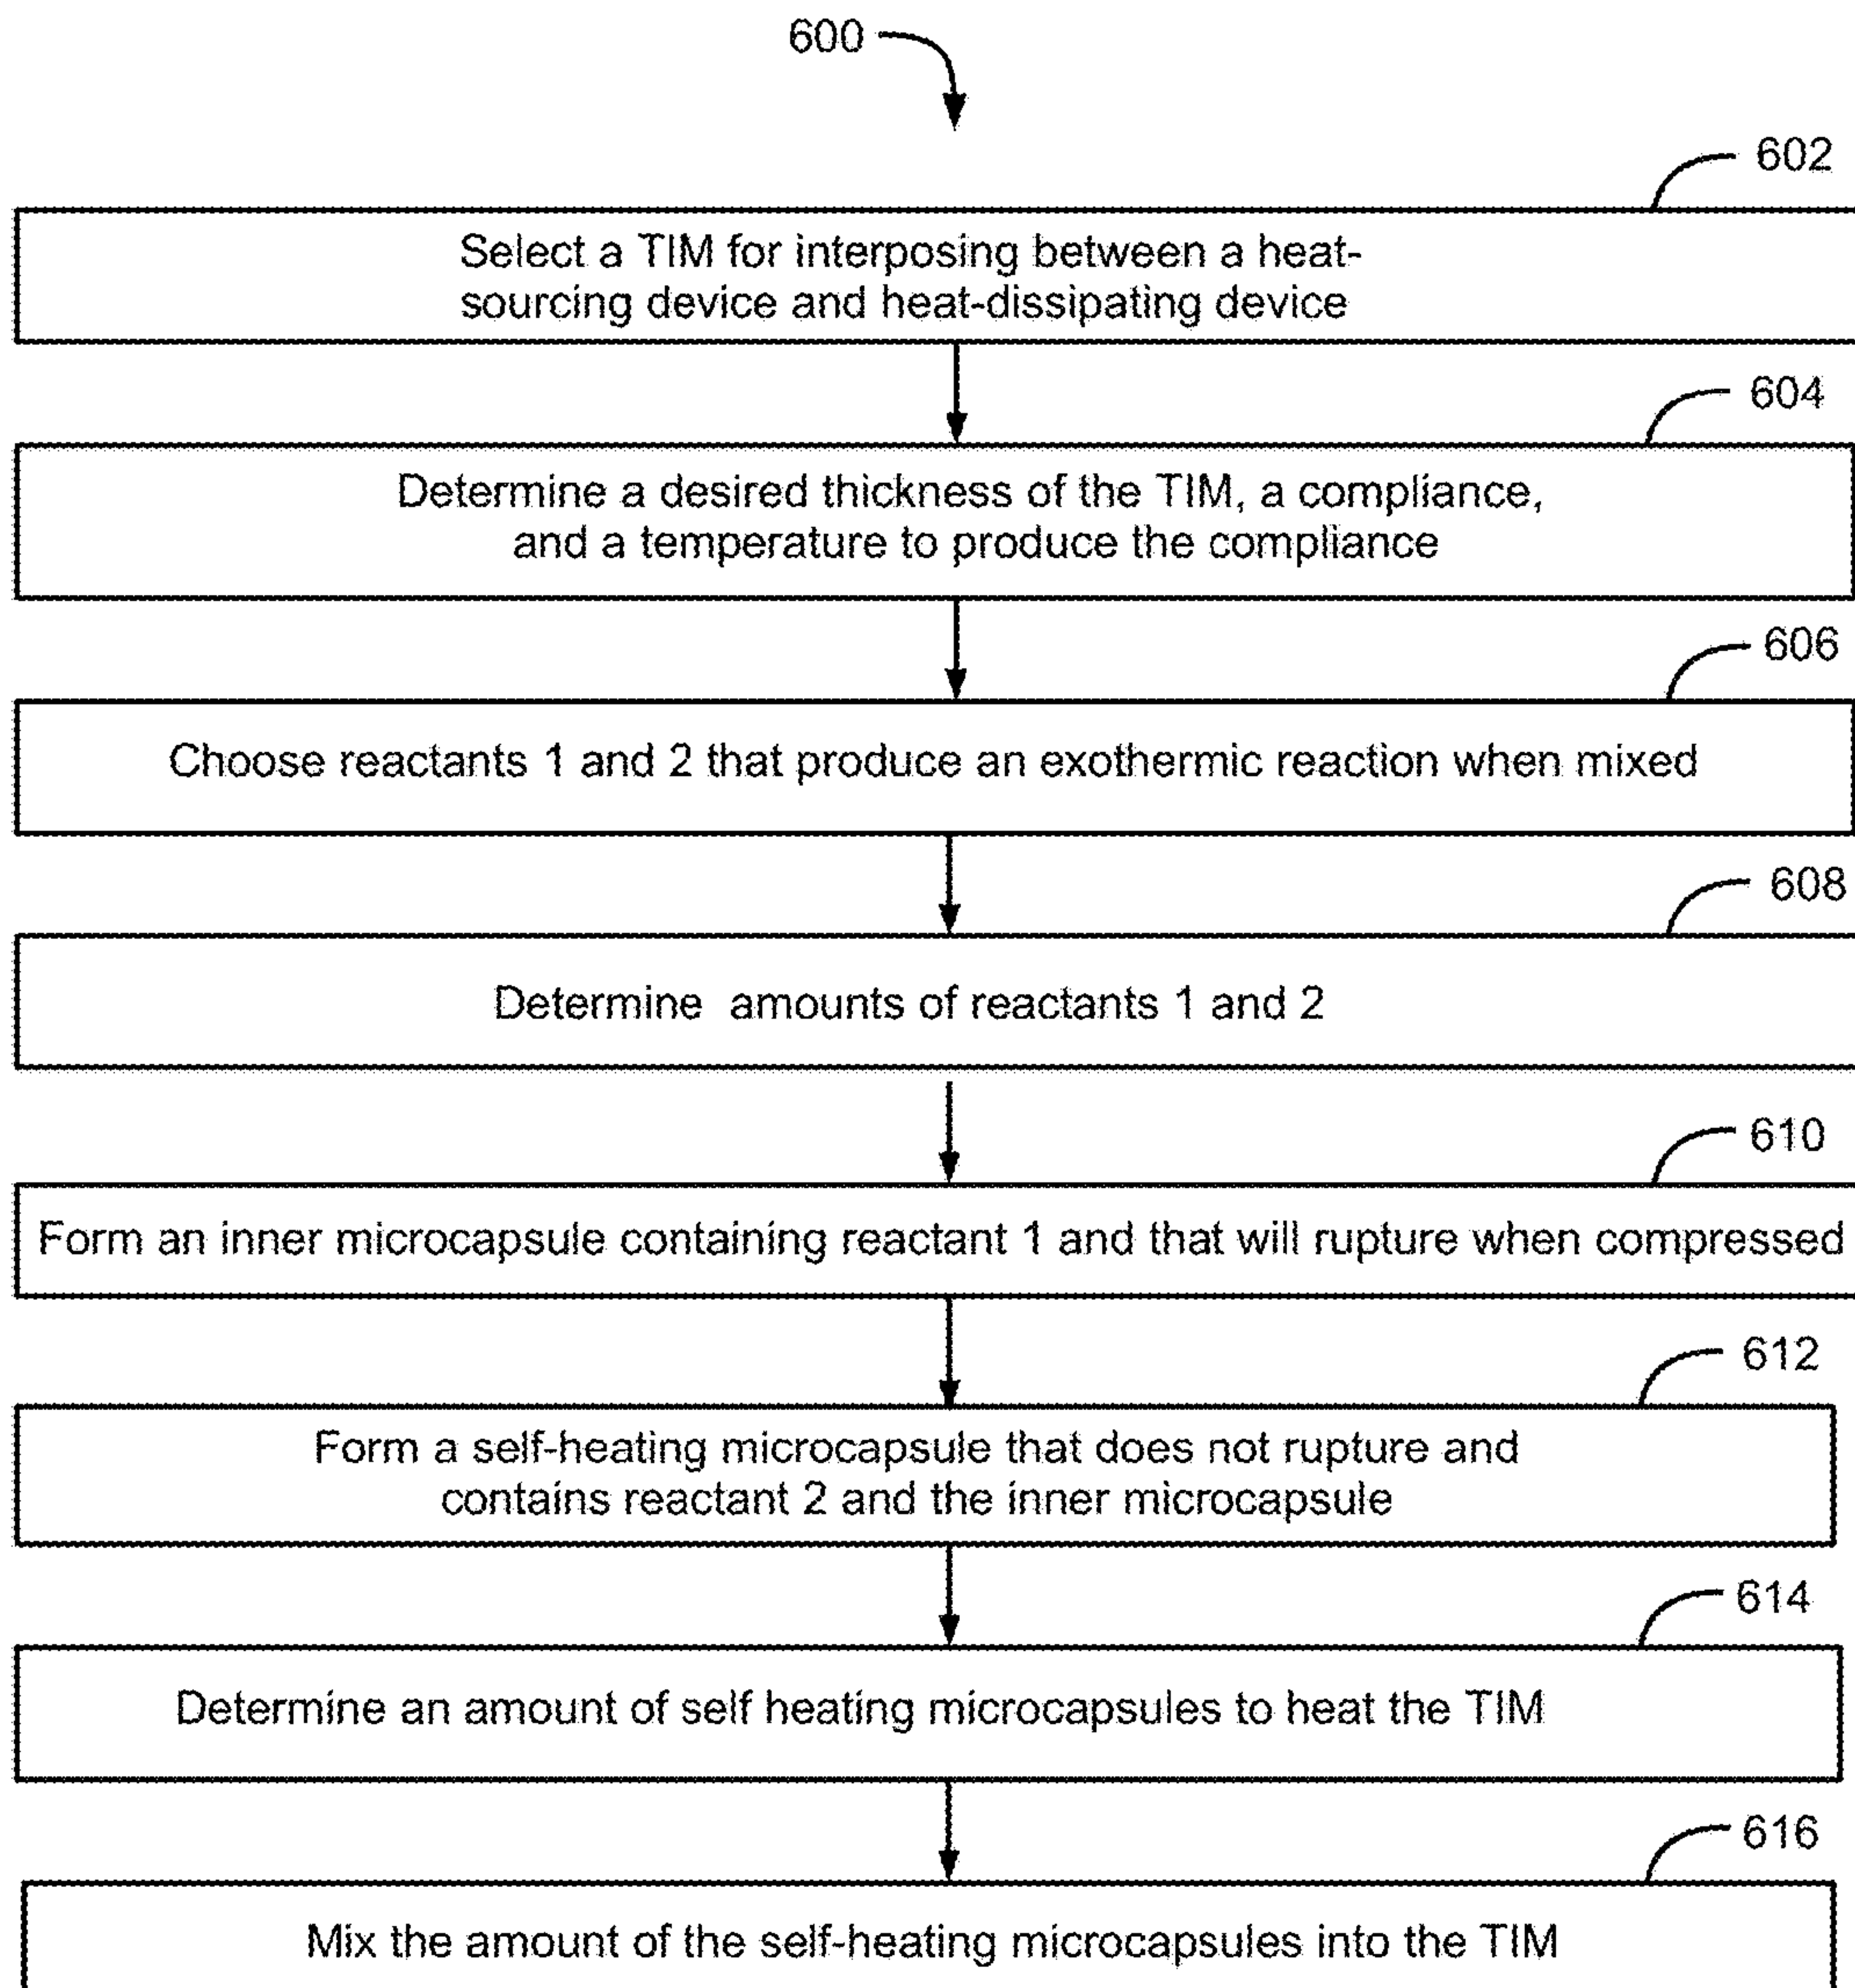 600
602
Select a TIM for interposing between a heat-
sourcing device and heat-dissipating device
604
Determine a desired thickness of the TIM, a compliance,
and a temperature to produce the compliance
606
Choose reactants 1 and 2 that produce an exothermic reaction when mixed
608
Determine amounts of reactants 1 and 2
610
Form an inner microcapsule containing reactant 1 and that will rupture when compressed
612
Form a self-heating microcapsule that does not rupture and
contains reactant 2 and the inner microcapsule
614
Determine an amount of self heating microcapsules to heat the TIM
616
Mix the amount of the self-heating microcapsules into the TIM